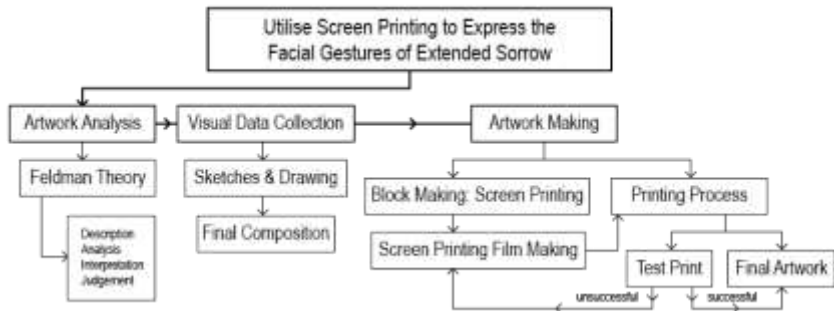 Utilise Screen Printing to Express the
Facial Gestures of Extended Sorrow
Artwork Analysis
Visual Data Collection
Artwork Making
Feldman Theory
Sketches & Drawing
Block Making: Screen Printing
Printing Process
Description
Analysis
Interpretation
Judgement
Final Composition
Screen Printing Film Making
Test Print
Final Artwork
unsuccessful
successful